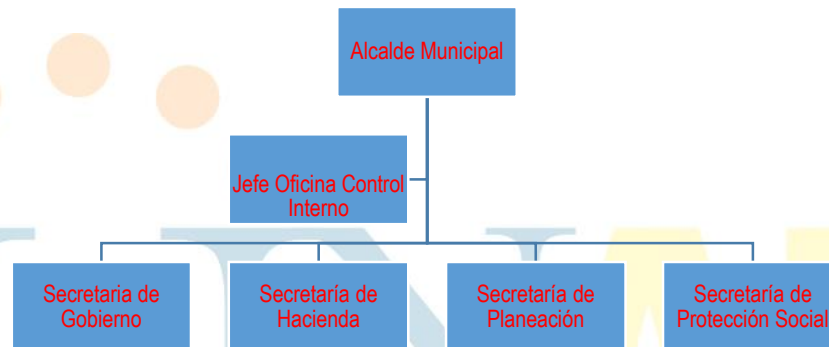 Alcalde Municipal
Jefe Oficina Control
Interno
Secretaria de
Gobierno
Secretaría de
Hacienda
Secretaría de
Planeación
Secretaría de
Protección Social